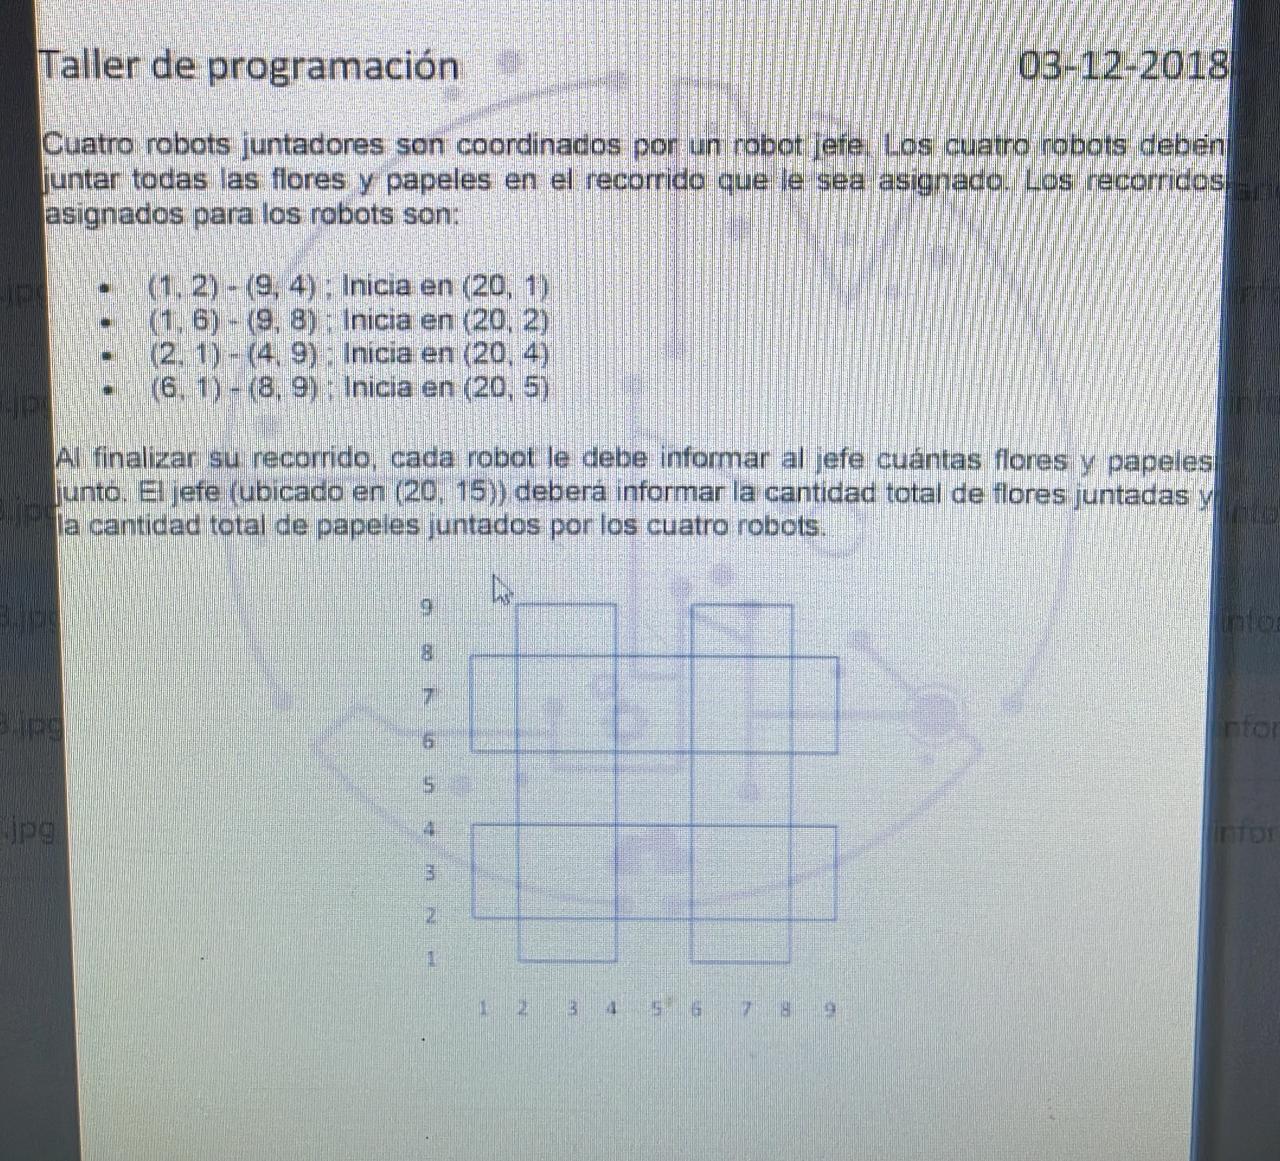 Taller de programación 03-12-2018
Cuatro robots juntadores son coordinados por un robot jefe. Los cuatro robots deben
juntar todas las flores y papeles en el recorrido que le sea asignado. Los recorridos
asignados para los robots son:
• (1, 2) - (9, 4) ; Inicia en (20, 1)
• (1, 6) - (9, 8) ; Inicia en (20, 2)
• (2, 1) - (4, 9) ; Inicia en (20, 4)
• (6, 1) - (8, 9) ; Inicia en (20, 5)
Al finalizar su recorrido, cada robot le debe informar al jefe cuántas flores y papeles
juntó. El jefe (ubicado en (20, 15)) deberá informar la cantidad total de flores juntadas y
la cantidad total de papeles juntados por los cuatro robots.
9
8
7
6
5
4
3
2
1
1 2 3 4 5 6 7 8 9
.jpg